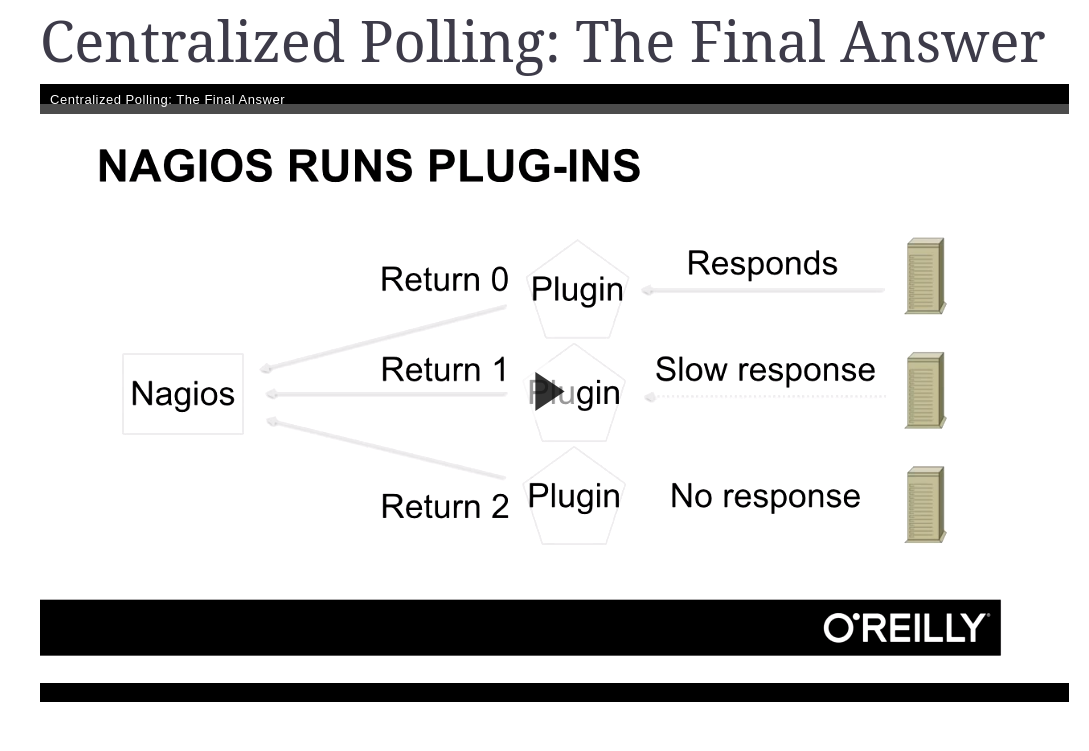 Centralized Polling: The Final Answer
Centralized Polling: The Final Answer
NAGIOS RUNS PLUG-INS
Return 0
Plugin
Responds
Nagios
Return 1
Plugin
Slow response
Return 2
Plugin
No response
O'REILLY